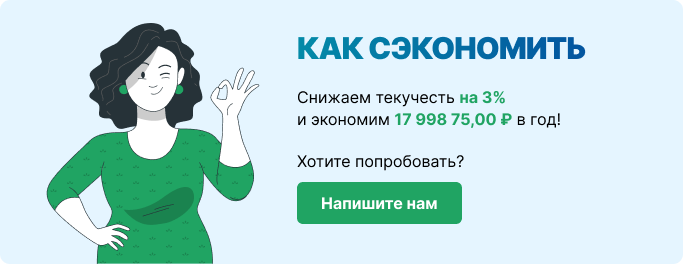 КАК СЭКОНОМИТЬ
Снижаем текучесть на 3%
и экономим 17 998 75,00 ₽ в год!
Хотите попробовать?
Напишите нам